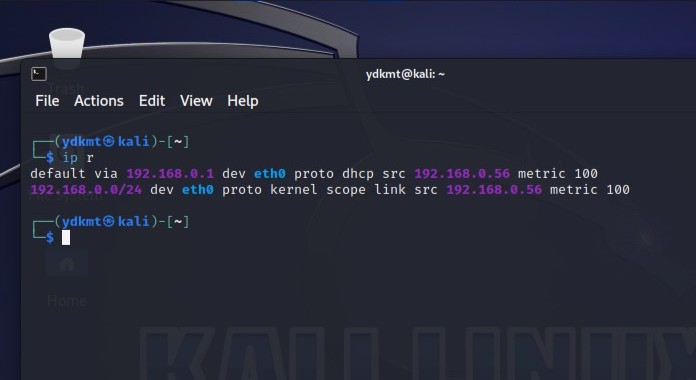 Trash
ydkmt@kali: ~
File Actions Edit View Help
┌──(ydkmt㉿kali)-[~]
└─$ ip r
default via 192.168.0.1 dev eth0 proto dhcp src 192.168.0.56 metric 100
192.168.0.0/24 dev eth0 proto kernel scope link src 192.168.0.56 metric 100
┌──(ydkmt㉿kali)-[~]
└─$
Home
KALI LINUX